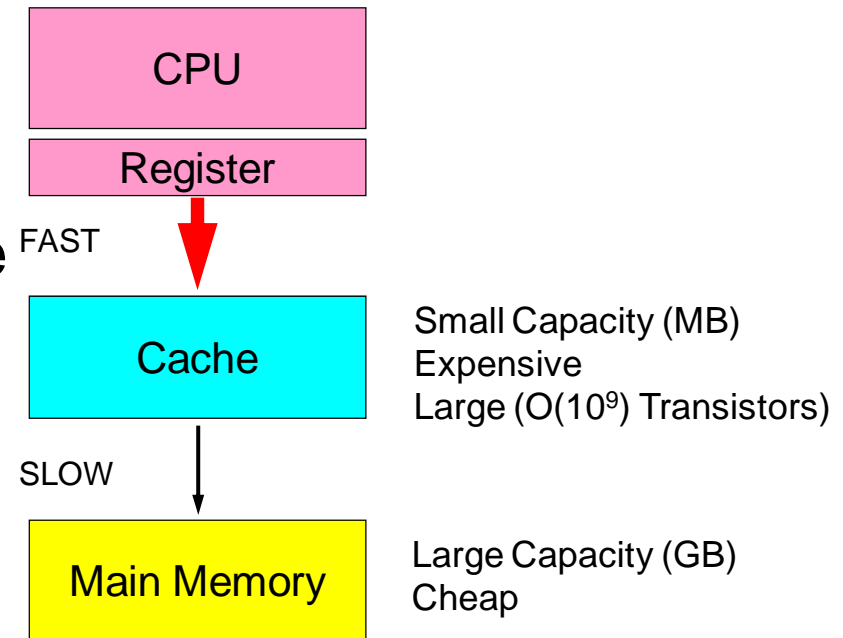 CPU
Register
e FAST
Cache
Small Capacity (MB)
Expensive
Large (O(10⁹) Transistors)
SLOW
Main Memory
Large Capacity (GB)
Cheap